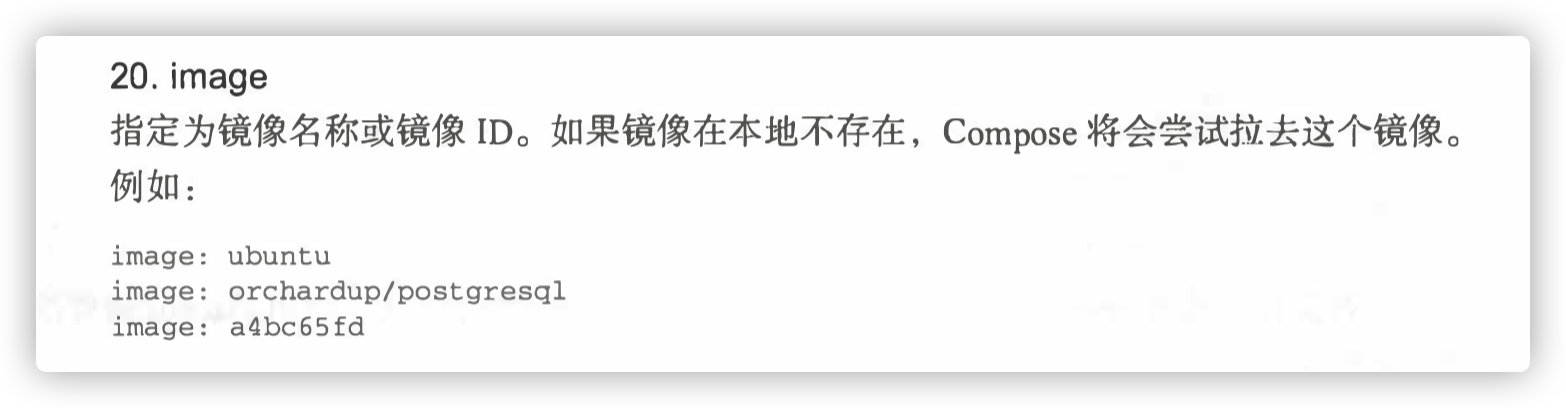 20. image
指定为镜像名称或镜像 ID。如果镜像在本地不存在，Compose 将会尝试拉去这个镜像。
例如：
image: ubuntu
image: orchardup/postgresql
image: a4bc65fd